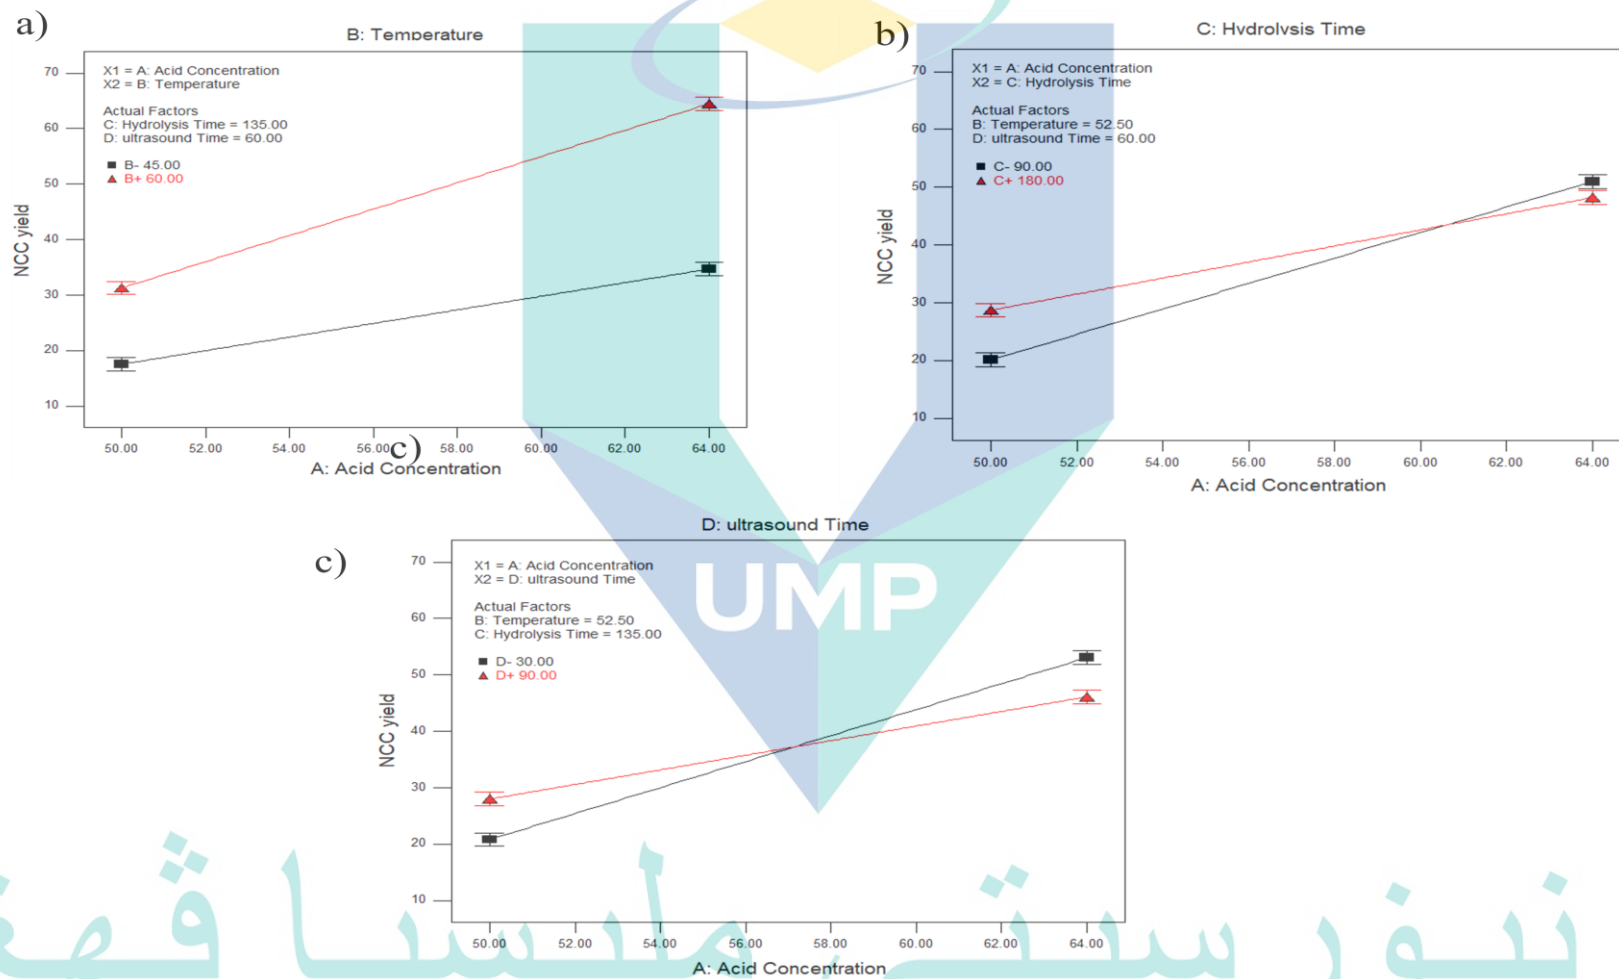 a)
B: Temperature
X1 = A: Acid Concentration
X2 = B: Temperature
Actual Factors
C: Hydrolysis Time = 135.00
D: ultrasound Time = 60.00
B- 45.00
B+ 60.00
NCC yield
70
60
50
40
30
20
10
50.00 52.00 54.00 56.00 58.00 60.00 62.00 64.00
c)
A: Acid Concentration
b)
C: Hydrolysis Time
X1 = A: Acid Concentration
X2 = C: Hydrolysis Time
Actual Factors
B: Temperature = 52.50
D: ultrasound Time = 60.00
C- 90.00
C+ 180.00
NCC yield
70
60
50
40
30
20
10
50.00 52.00 54.00 56.00 58.00 60.00 62.00 64.00
A: Acid Concentration
c)
D: ultrasound Time
X1 = A: Acid Concentration
X2 = D: ultrasound Time
Actual Factors
B: Temperature = 52.50
C: Hydrolysis Time = 135.00
D- 30.00
D+ 90.00
NCC yield
70
60
50
40
30
20
10
50.00 52.00 54.00 56.00 58.00 60.00 62.00 64.00
A: Acid Concentration
UMP